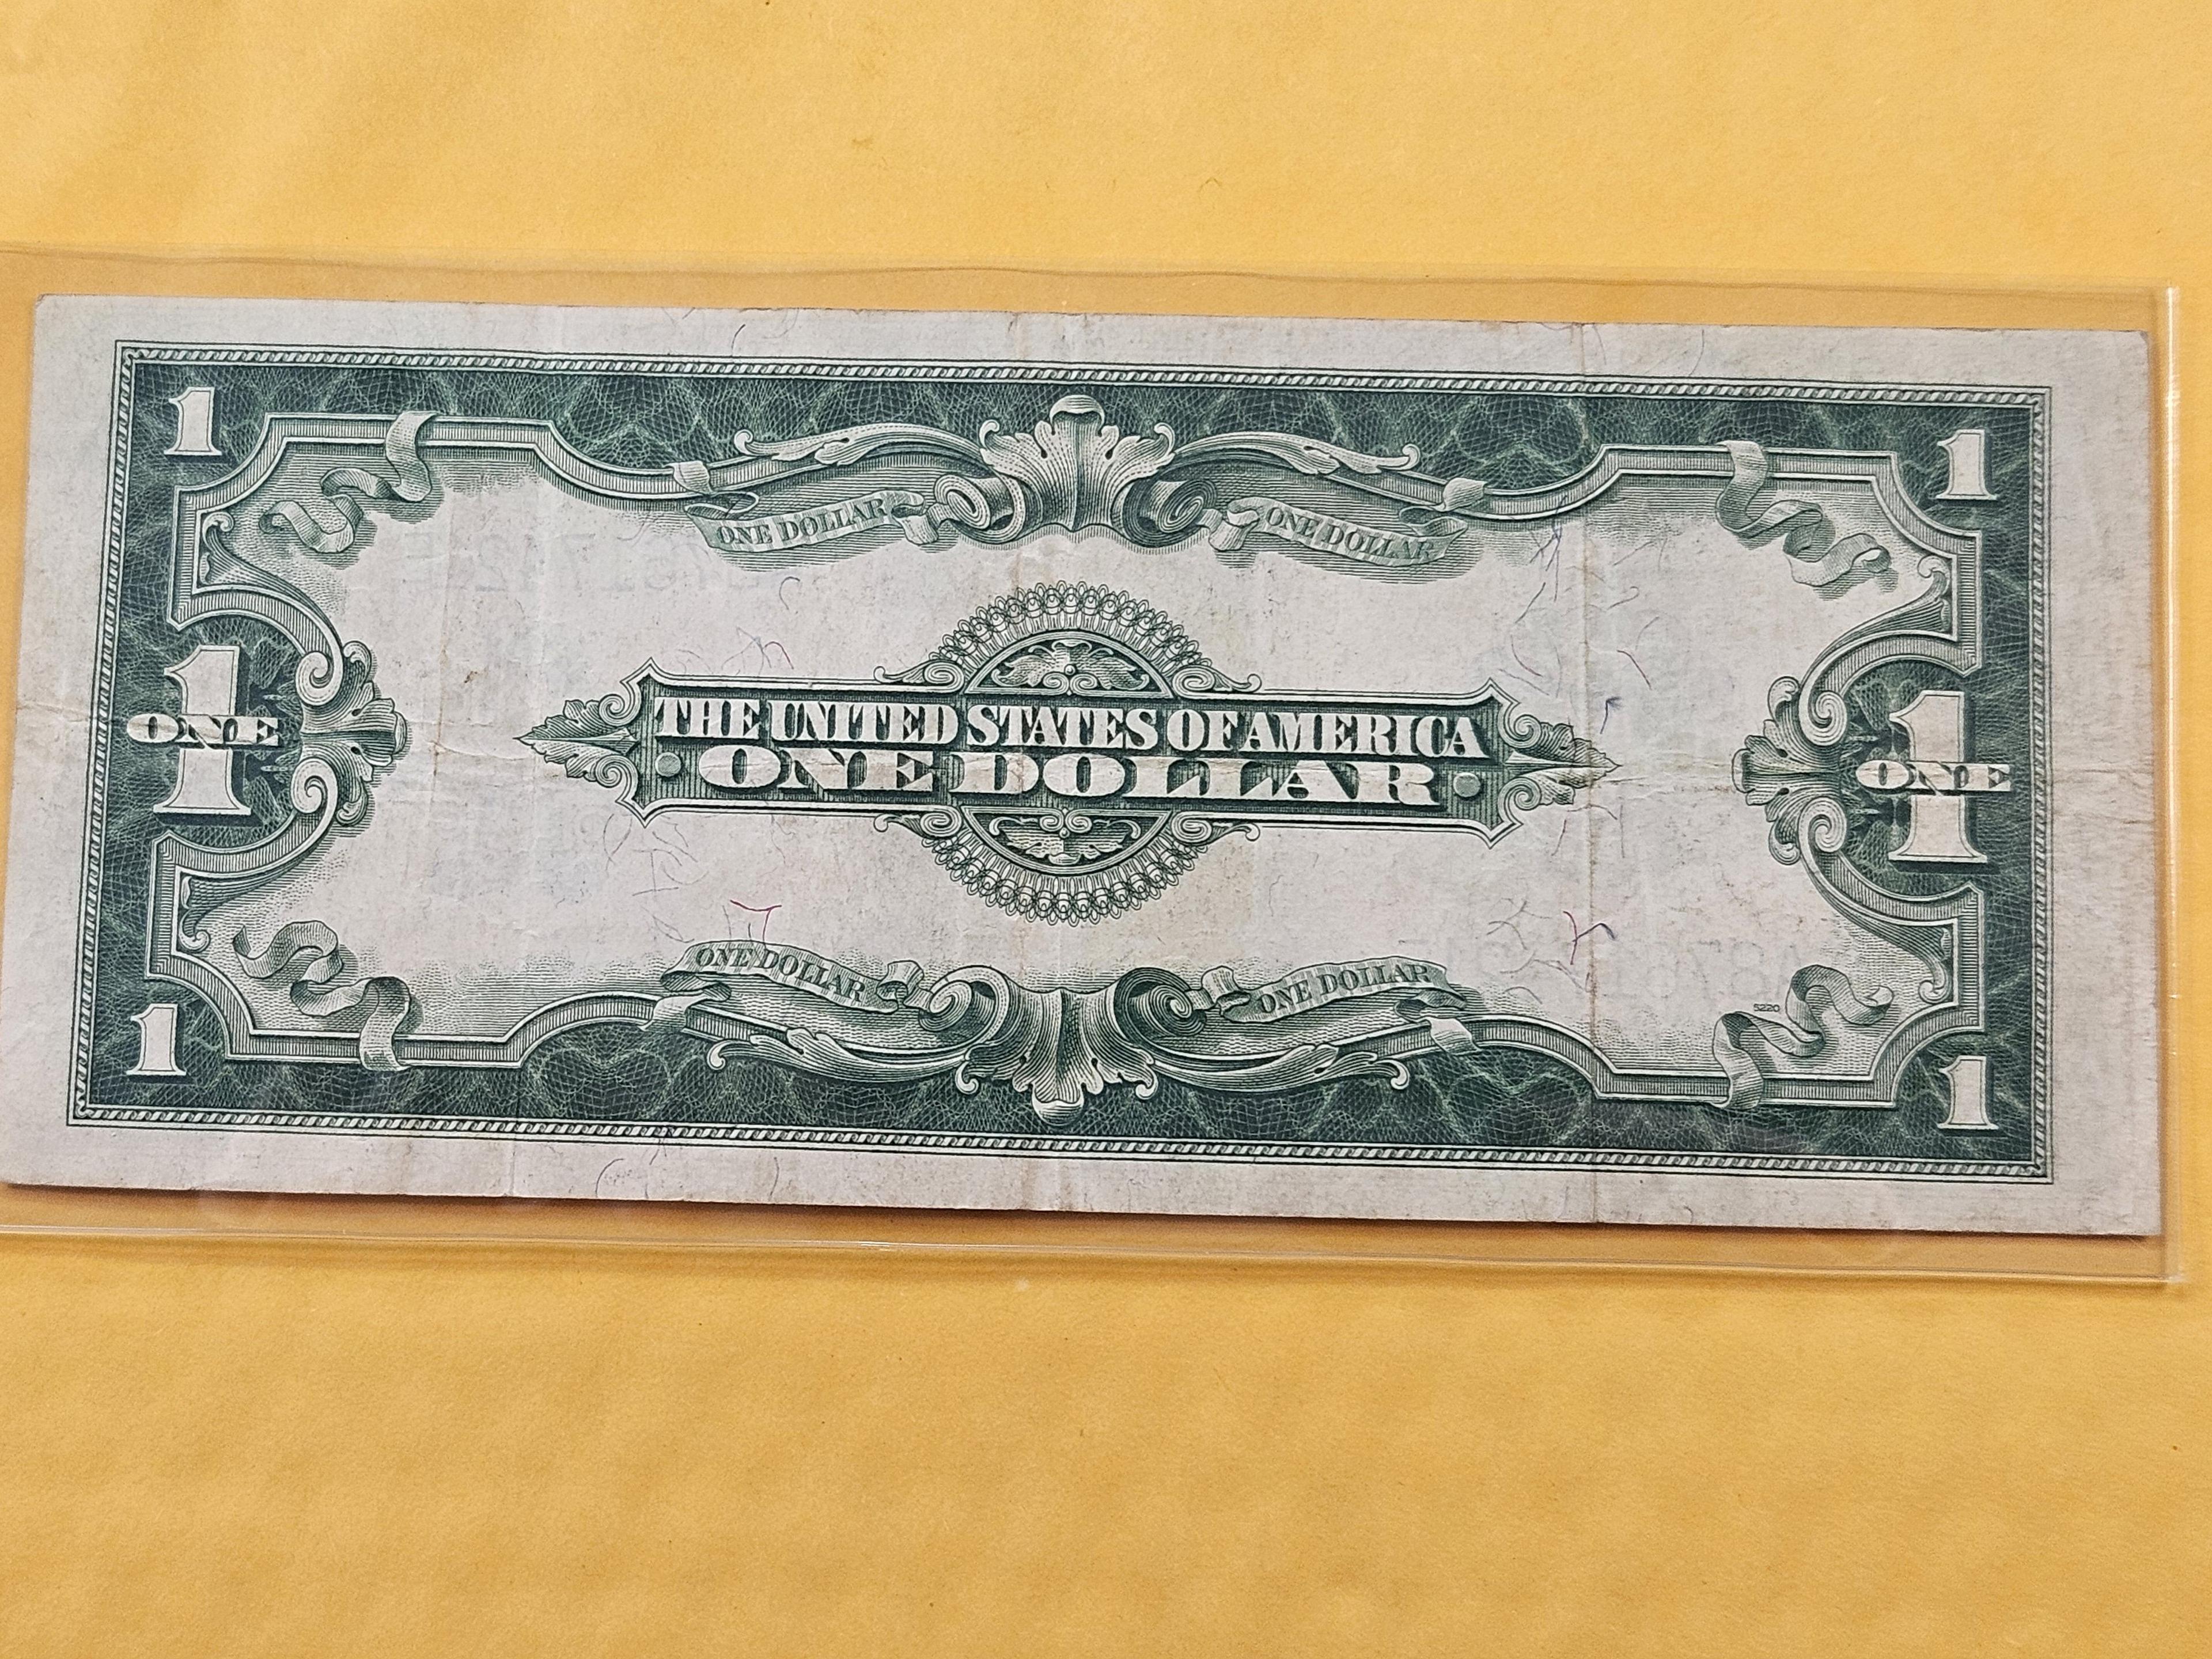 1 1
ONE DOLLAR ONE DOLLAR
THE UNITED STATES OF AMERICA
1 ONE ONE DOLLAR 1 ONE
ONE DOLLAR ONE DOLLAR
5220
1 1